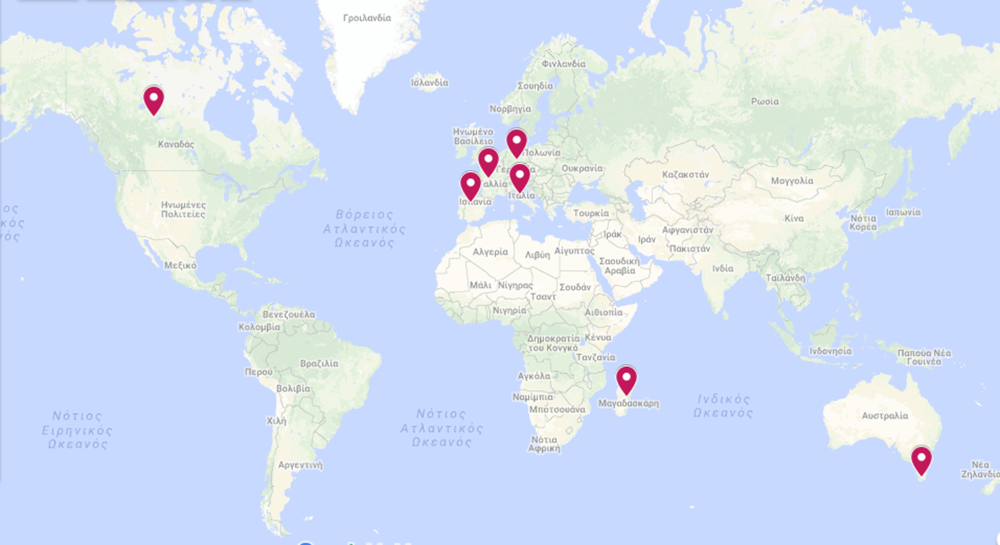 Γροιλανδία
Φινλανδία
Ισλανδία
Σουηδία
Ρωσία
Νορβηγία
Ηνωμένο
Βασίλειο
Καναδάς
Πολωνία
Ουκρανία
Καζακστάν
Μογγολία
Ιταλία
Ισπανία
Ηνωμένες
Πολιτείες
Βόρειος
Ατλαντικός
Ωκεανός
Τουρκία
Κίνα
Ιαπωνία
Νότια
Κορέα
Ιράκ
Ιράν
Αφγανιστάν
Πακιστάν
Αλγερία
Λιβύη
Αίγυπτος
Σαουδική
Αραβία
Ινδία
Μεξικό
Ταϊλάνδη
Μάλι
Νίγηρας
Σουδάν
Τσαντ
Νιγηρία
Αιθιοπία
Βενεζουέλα
Κολομβία
Δημοκρατία
του Κονγκό
Κένυα
Τανζανία
Ινδονησία
Παπούα Νέα
Γουινέα
Βραζιλία
Περού
Βολιβία
Αγκόλα
Ναμίμπια
Μποτσουάνα
Μαγαδασκάρη
Ινδικός
Ωκεανός
Αυστραλία
Νότιος
Ειρηνικός
Ωκεανός
Νότιος
Ατλαντικός
Ωκεανός
Χιλή
Νότια
Αφρική
Αργεντινή
Νέα
Ζηλανδία